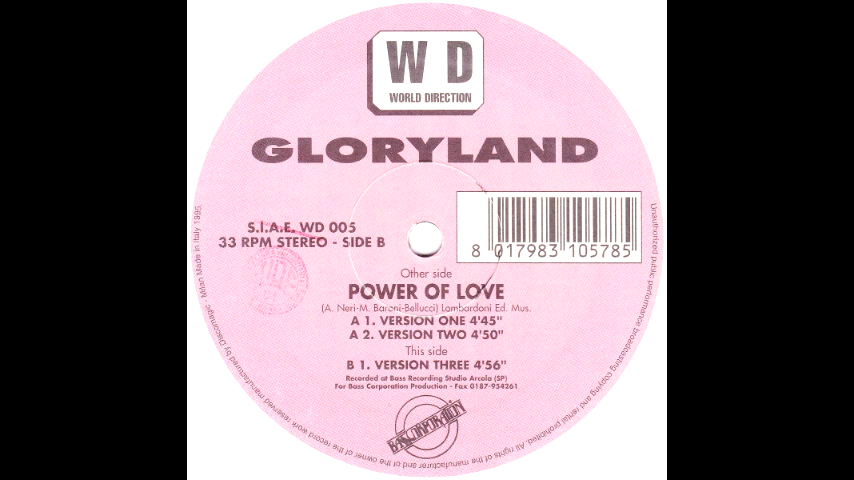 W D
WORLD DIRECTION
GLORYLAND
S.I.A.E. WD 005
33 RPM STEREO - SIDE B
8 017983 105785
Other side
POWER OF LOVE
(A. Neri-M. Baroni-Bellucci) Lombardoni Ed. Mus.
A 1. VERSION ONE 4'45"
A 2. VERSION TWO 4'50"
This side
B 1. VERSION THREE 4'56"
Recorded at Bass Recording Studio Arcola (SP)
For Bass Corporation Production - Fax 0187-954261
BASS CORPORATION
Unauthorized public performance broadcasting copying and rental prohibited. All rights of the manufacturer and of the owner of the record work reserved manufactured by Discomagic - Milan Made in Italy 1995.